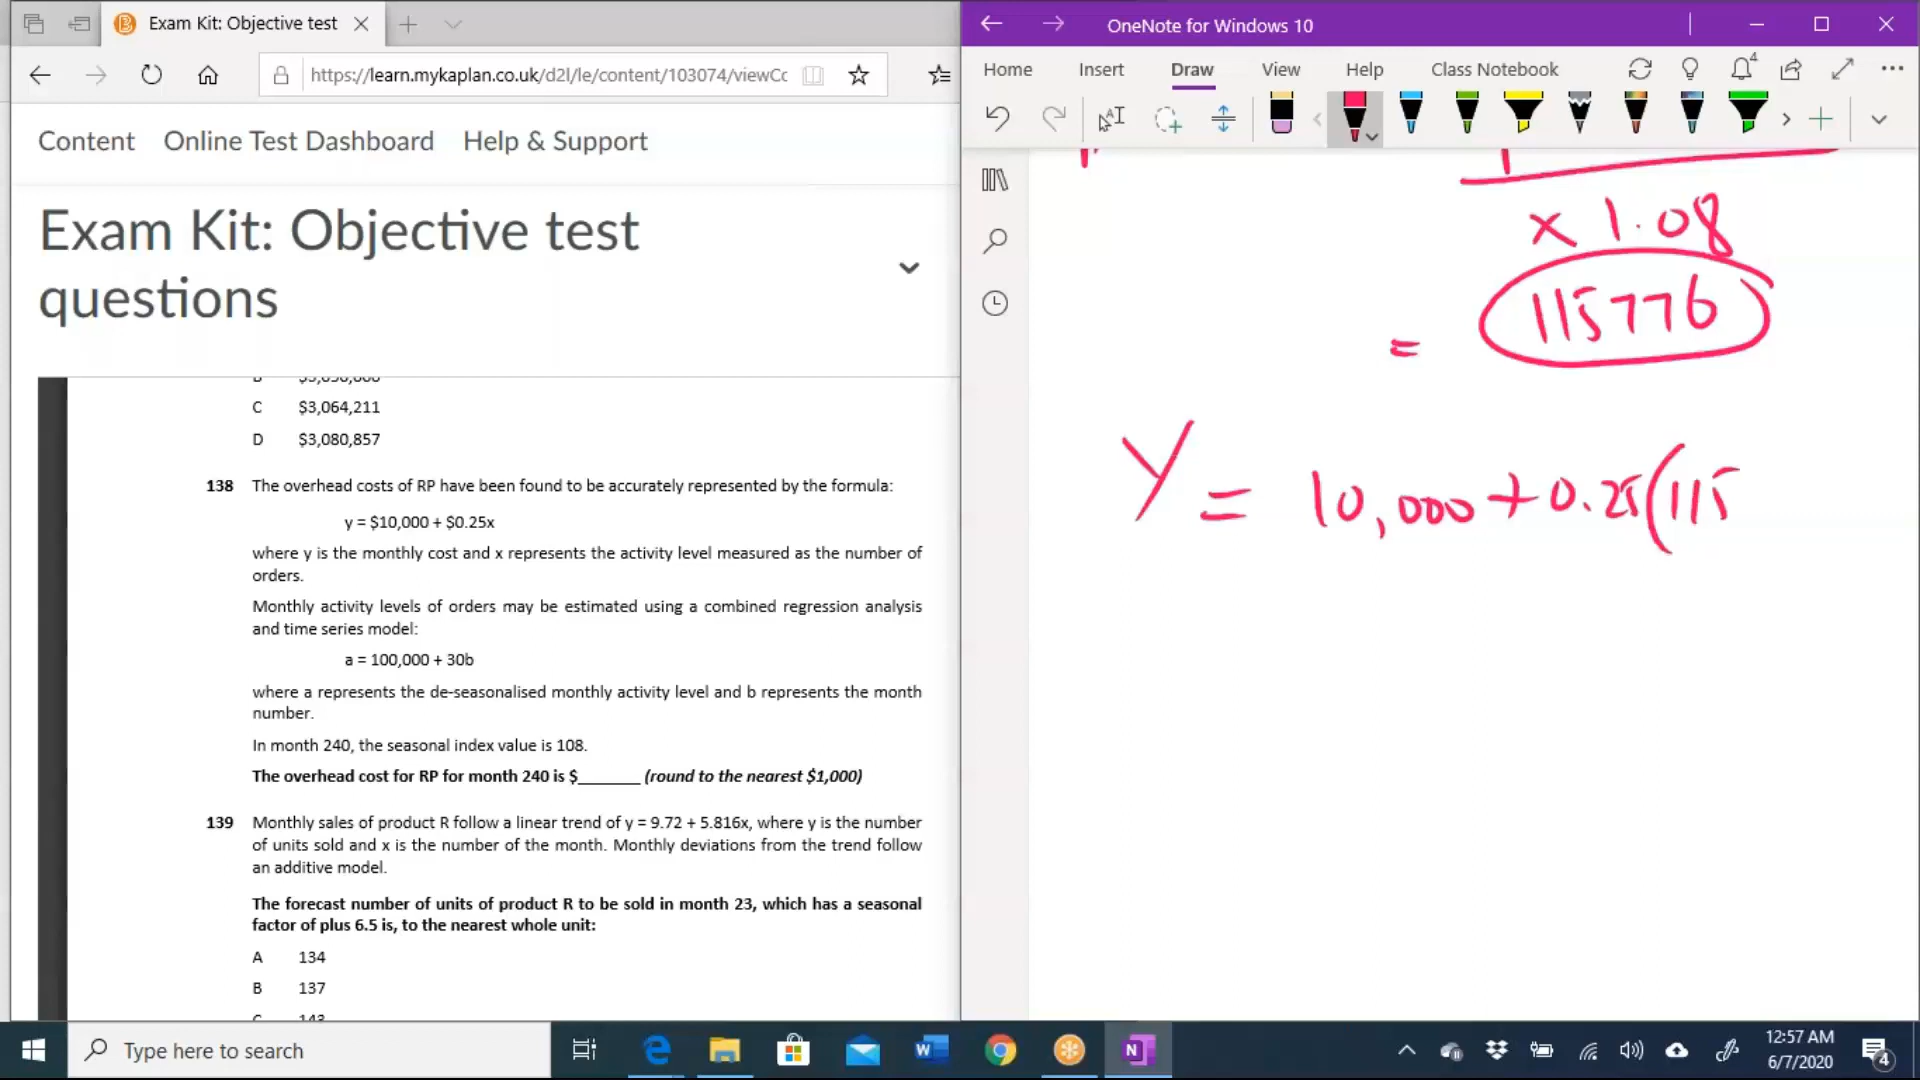 Exam Kit: Objective test
https://learn.mykaplan.co.uk/d2l/le/content/103074/viewCc
Content Online Test Dashboard Help & Support
Exam Kit: Objective test
questions
C $3,064,211
D $3,080,857
138 The overhead costs of RP have been found to be accurately represented by the formula:
y = $10,000 + $0.25x
where y is the monthly cost and x represents the activity level measured as the number of
orders.
Monthly activity levels of orders may be estimated using a combined regression analysis
and time series model:
a = 100,000 + 30b
where a represents the de-seasonalised monthly activity level and b represents the month
number.
In month 240, the seasonal index value is 108.
The overhead cost for RP for month 240 is $_______ (round to the nearest $1,000)
139 Monthly sales of product R follow a linear trend of y = 9.72 + 5.816x, where y is the number
of units sold and x is the number of the month. Monthly deviations from the trend follow
an additive model.
The forecast number of units of product R to be sold in month 23, which has a seasonal
factor of plus 6.5 is, to the nearest whole unit:
A 134
B 137
OneNote for Windows 10
Home Insert Draw View Help Class Notebook
4
x 1.08
= 115776
Y = 10,000 + 0.25(115
Type here to search
12:57 AM
6/7/2020
4